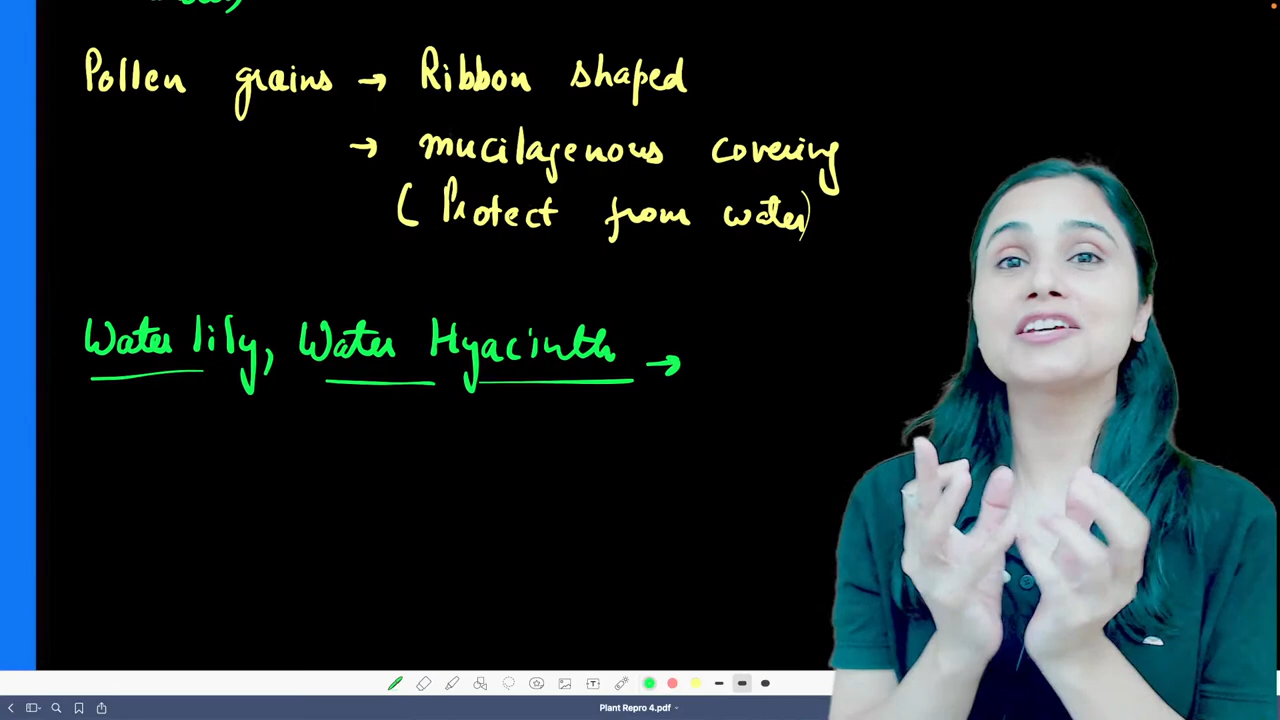 Pollen grains → Ribbon shaped
→ mucilagenous covering
(Protect from water)
Water lily, Water Hyacinth →
Plant Repro 4.pdf